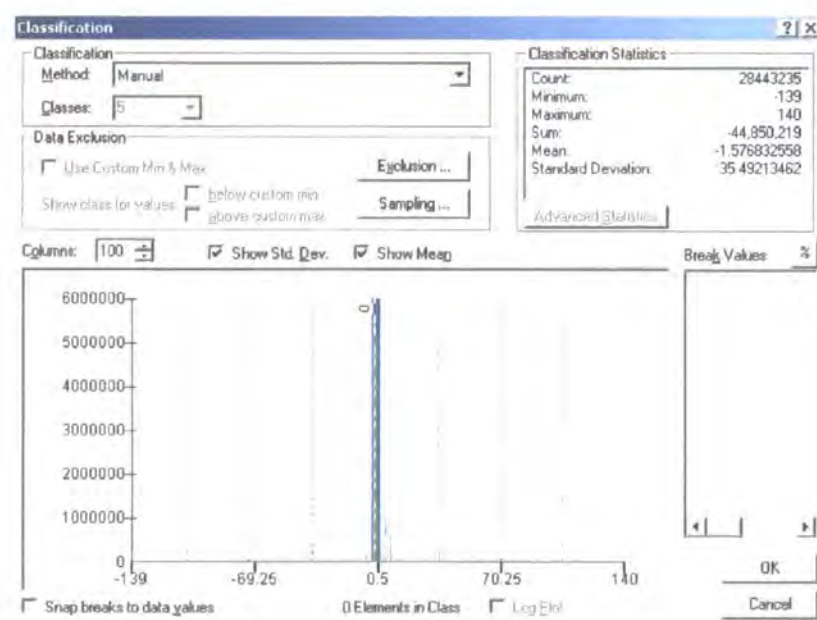 Classification
Classification
Method: Manual
Classes: 5
Data Exclusion
Use Custom Min & Max
Exclusion ...
Show class for values
below custom min
above custom max
Sampling ...
Classification Statistics
Count: 28443235
Minimum: -139
Maximum: 140
Sum: -44,850,219
Mean: -1.576832558
Standard Deviation: 35.49213462
Advanced Statistics
Columns: 100
Show Std. Dev.
Show Mean
Break Values
%
6000000
5000000
4000000
3000000
2000000
1000000
0
0
-139
-69.25
0.5
70.25
140
OK
Snap breaks to data values
0 Elements in Class
Log Plot
Cancel